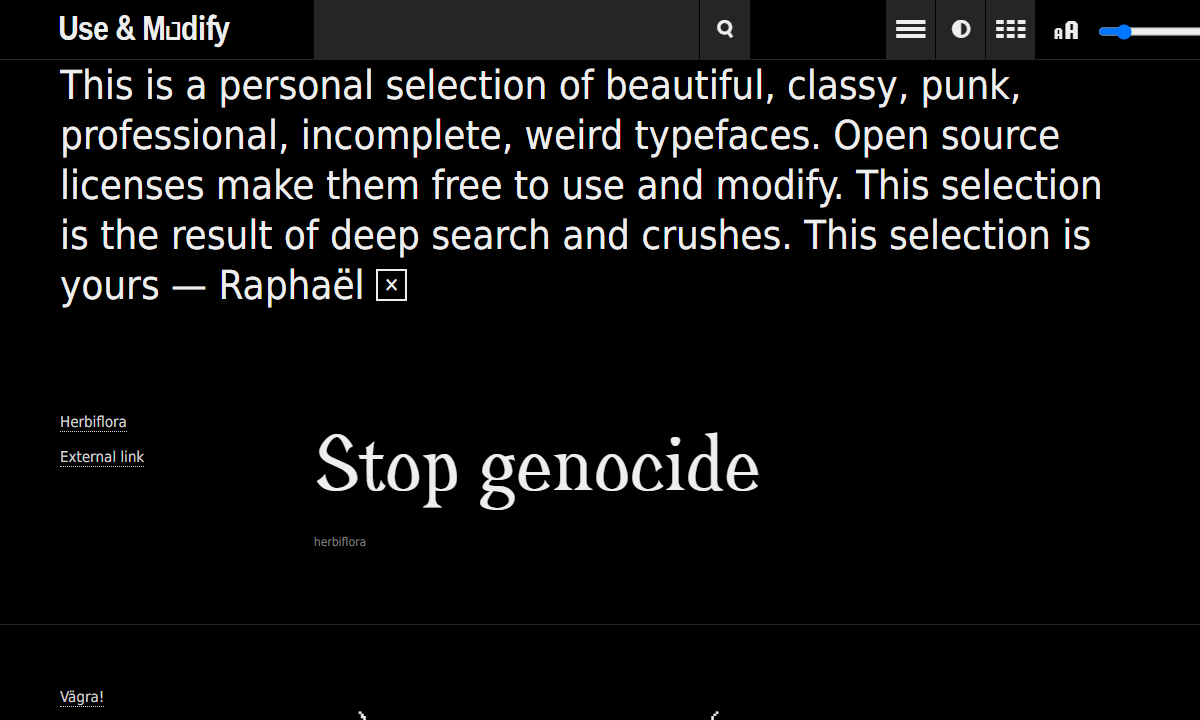 Use & Modify
This is a personal selection of beautiful, classy, punk,
professional, incomplete, weird typefaces. Open source
licenses make them free to use and modify. This selection
is the result of deep search and crushes. This selection is
yours — Raphaël ×
Herbiflora
External link
Stop genocide
herbiflora
Vägra!